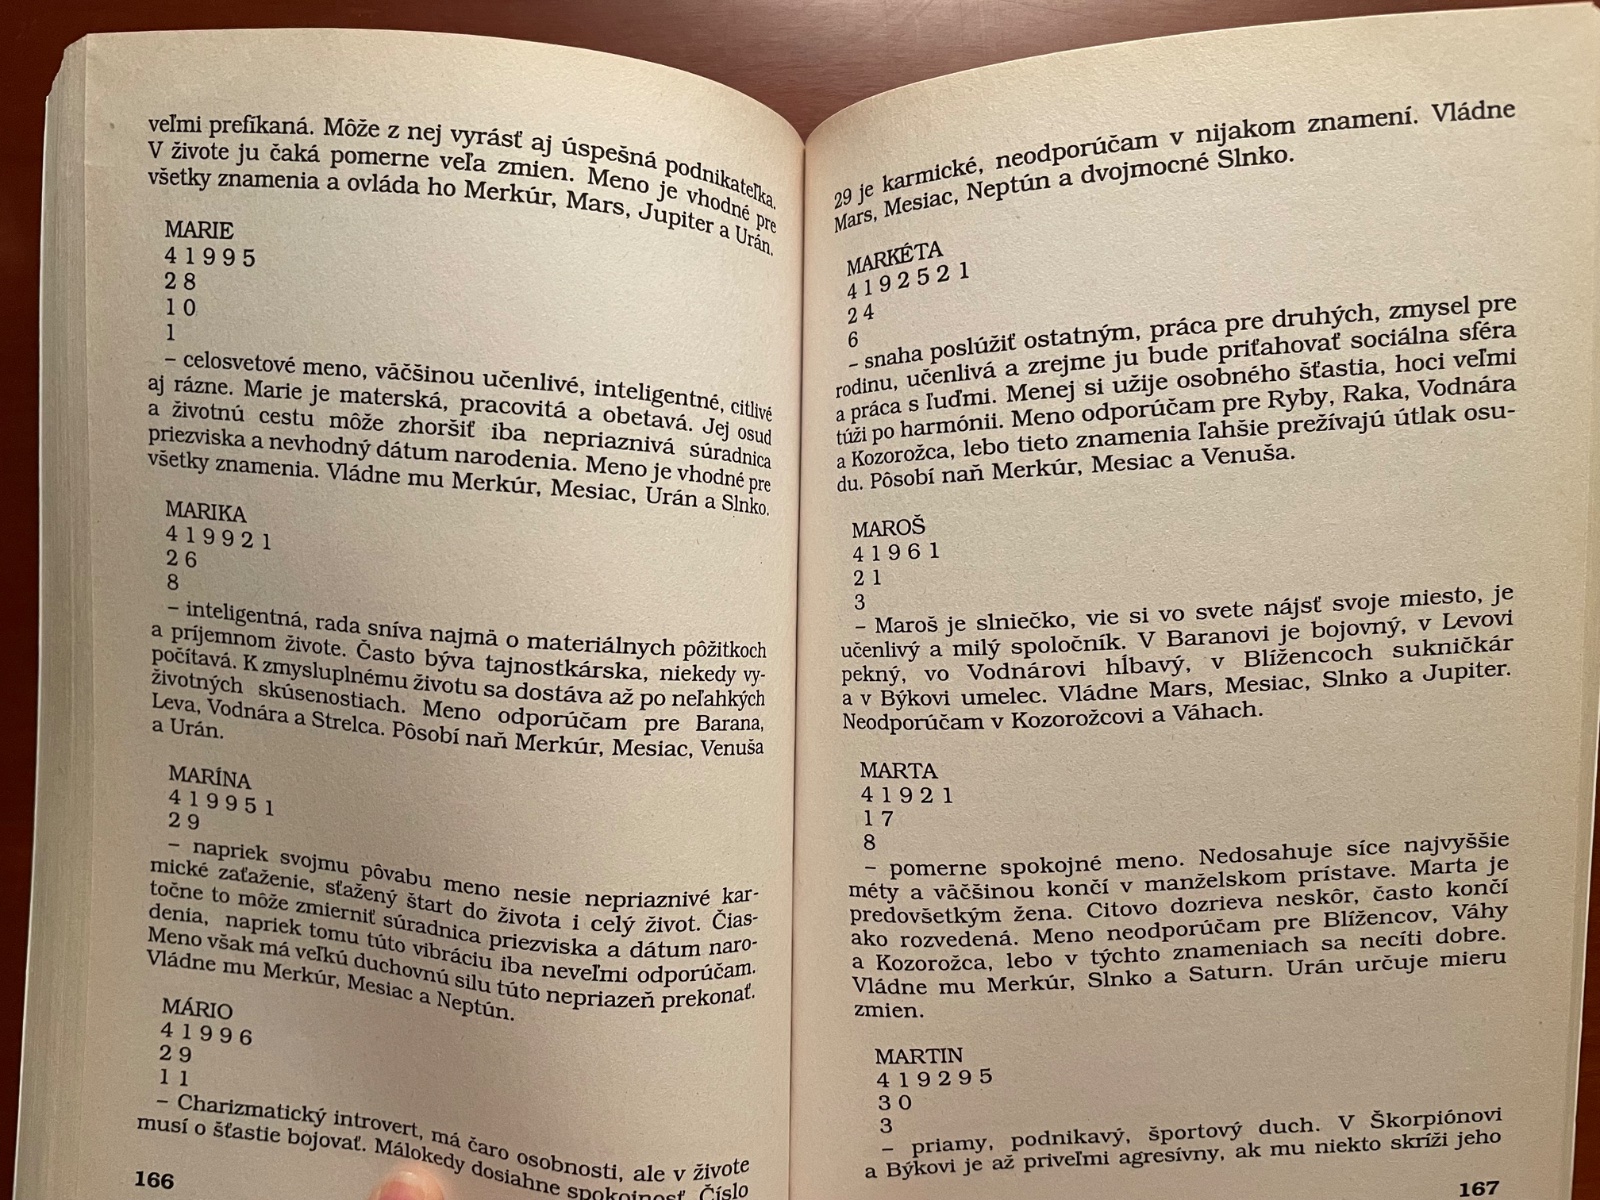 veľmi prefíkaná. Môže z nej vyrásť aj úspešná podnikateľka.
V živote ju čaká pomerne veľa zmien. Meno je vhodné pre
všetky znamenia a ovláda ho Merkúr, Mars, Jupiter a Urán.
MARIE
4 1 9 9 5
2 8
1 0
1
– celosvetové meno, väčšinou učenlivé, inteligentné, citlivé
aj rázne. Marie je materská, pracovitá a obetavá. Jej osud
a životnú cestu môže zhoršiť iba nepriaznivá súradnica
priezviska a nevhodný dátum narodenia. Meno je vhodné pre
všetky znamenia. Vládne mu Merkúr, Mesiac, Urán a Slnko.
MARIKA
4 1 9 9 2 1
2 6
8
– inteligentná, rada sníva najmä o materiálnych pôžitkoch
a príjemnom živote. Často býva tajnostkárska, niekedy vy-
počítavá. K zmysluplnému životu sa dostáva až po neľahkých
životných skúsenostiach. Meno odporúčam pre Barana,
Leva, Vodnára a Strelca. Pôsobí naň Merkúr, Mesiac, Venuša
a Urán.
MARÍNA
4 1 9 9 5 1
2 9
– napriek svojmu pôvabu meno nesie nepriaznivé kar-
mické zaťaženie, sťažený štart do života i celý život. Čias-
točne to môže zmierniť súradnica priezviska a dátum naro-
denia, napriek tomu túto vibráciu iba neveľmi odporúčam.
Meno však má veľkú duchovnú silu túto nepriazeň prekonať.
Vládne mu Merkúr, Mesiac a Neptún.
MÁRIO
4 1 9 9 6
2 9
1 1
– Charizmatický introvert, má čaro osobnosti, ale v živote
musí o šťastie bojovať. Málokedy dosiahne spokojnosť. Číslo
166
29 je karmické, neodporúčam v nijakom znamení. Vládne
Mars, Mesiac, Neptún a dvojmocné Slnko.
MARKÉTA
4 1 9 2 5 2 1
2 4
6
– snaha poslúžiť ostatným, práca pre druhých, zmysel pre
rodinu, učenlivá a zrejme ju bude priťahovať sociálna sféra
a práca s ľuďmi. Menej si užije osobného šťastia, hoci veľmi
túži po harmónii. Meno odporúčam pre Ryby, Raka, Vodnára
a Kozorožca, lebo tieto znamenia ľahšie prežívajú útlak osu-
du. Pôsobí naň Merkúr, Mesiac a Venuša.
MAROŠ
4 1 9 6 1
2 1
3
– Maroš je slniečko, vie si vo svete nájsť svoje miesto, je
učenlivý a milý spoločník. V Baranovi je bojovný, v Levovi
pekný, vo Vodnárovi hĺbavý, v Blížencoch sukničkár
a v Býkovi umelec. Vládne Mars, Mesiac, Slnko a Jupiter.
Neodporúčam v Kozorožcovi a Váhach.
MARTA
4 1 9 2 1
1 7
8
– pomerne spokojné meno. Nedosahuje síce najvyššie
méty a väčšinou končí v manželskom prístave. Marta je
predovšetkým žena. Citovo dozrieva neskôr, často končí
ako rozvedená. Meno neodporúčam pre Blížencov, Váhy
a Kozorožca, lebo v týchto znameniach sa necíti dobre.
Vládne mu Merkúr, Slnko a Saturn. Urán určuje mieru
zmien.
MARTIN
4 1 9 2 9 5
3 0
3
– priamy, podnikavý, športový duch. V Škorpiónovi
a Býkovi je až priveľmi agresívny, ak mu niekto skríži jeho
167